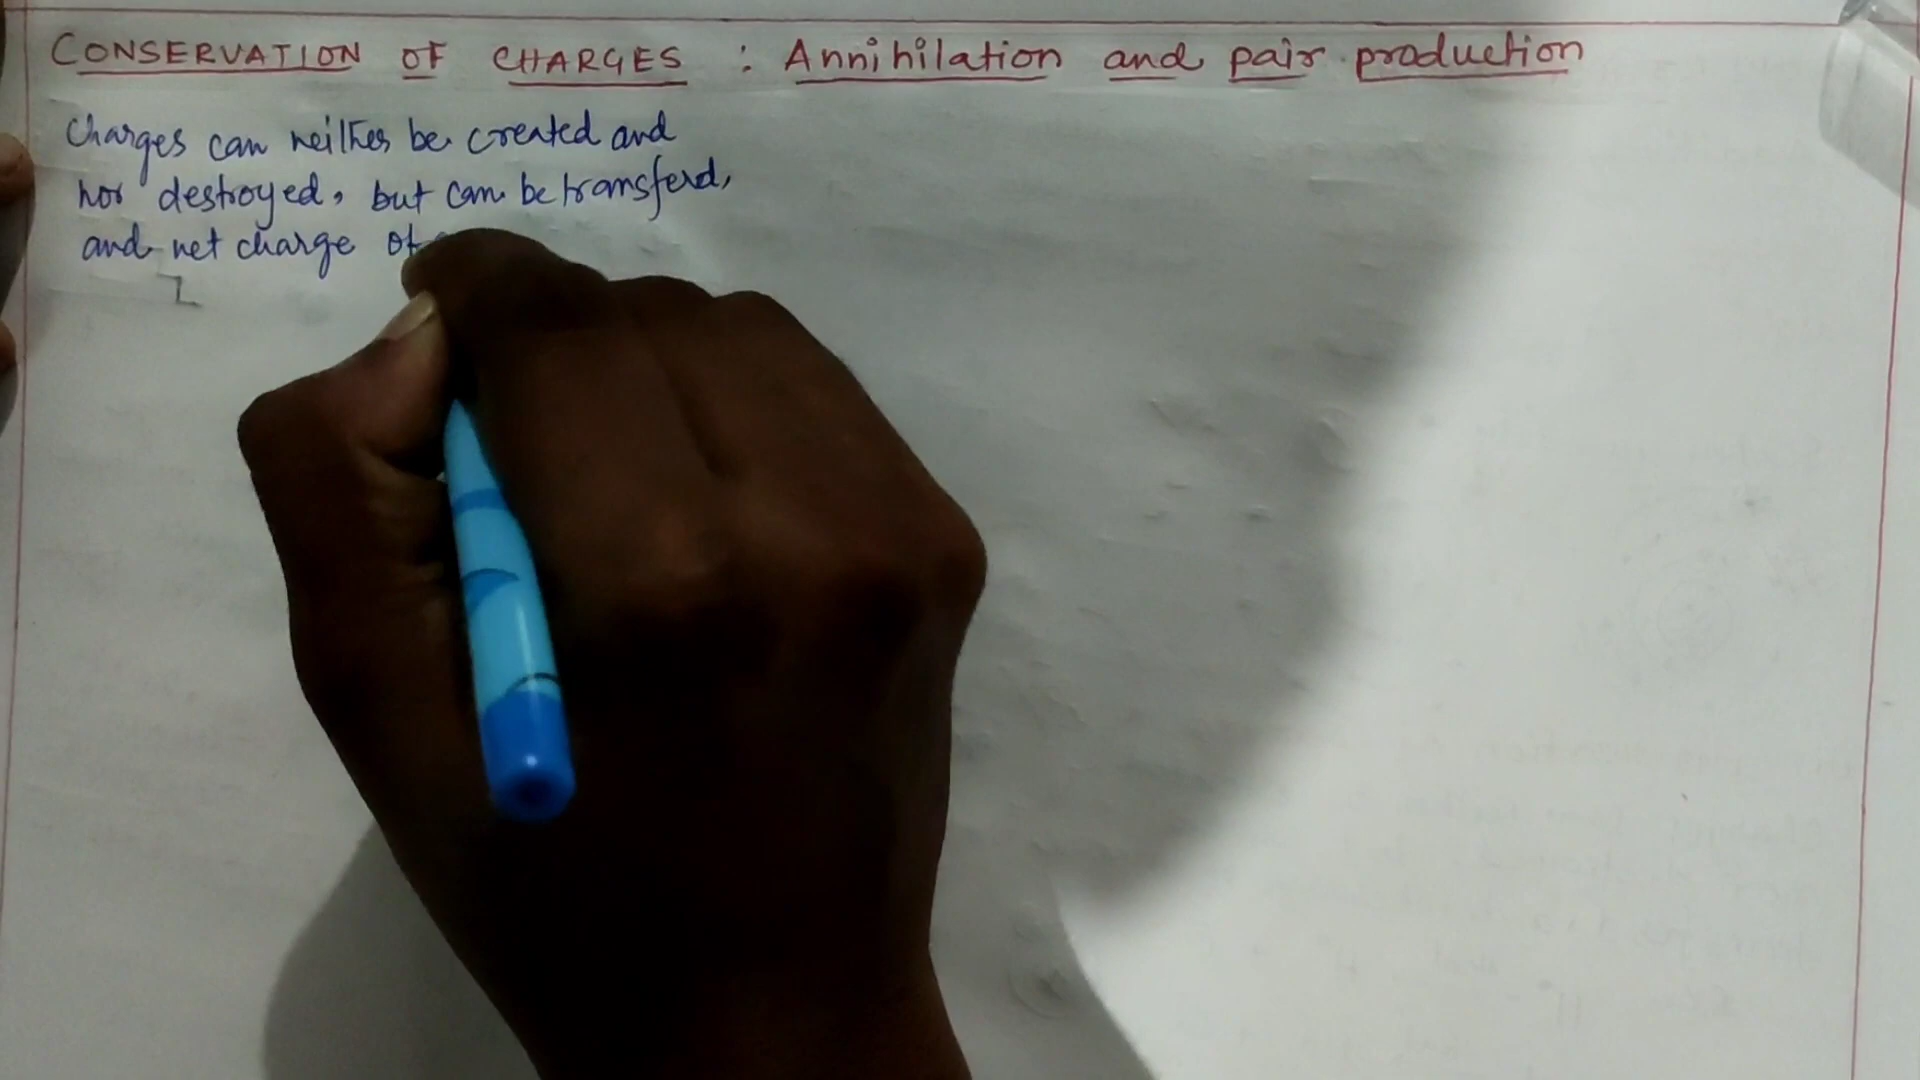 CONSERVATION OF CHARGES : Annihilation and pair production
Charges can neither be created and
nor destroyed, but can be transferd,
and net charge of